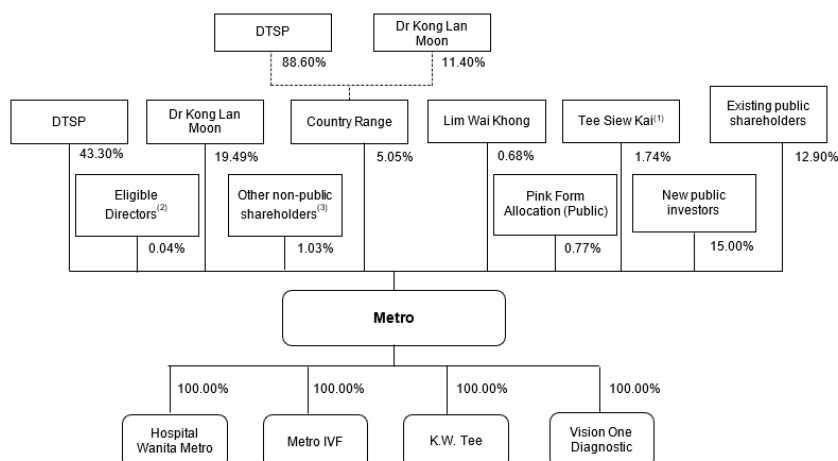 DTSP
Dr Kong Lan
Moon
88.60%
11.40%
DTSP
Dr Kong Lan
Moon
Country Range
Lim Wai Khong
Tee Siew Kai(1)
Existing public
shareholders
43.30%
19.49%
5.05%
0.68%
1.74%
12.90%
Eligible
Directors(2)
Other non-public
shareholders(3)
Pink Form
Allocation (Public)
New public
investors
0.04%
1.03%
0.77%
15.00%
Metro
100.00%
100.00%
100.00%
100.00%
Hospital
Wanita Metro
Metro IVF
K.W. Tee
Vision One
Diagnostic